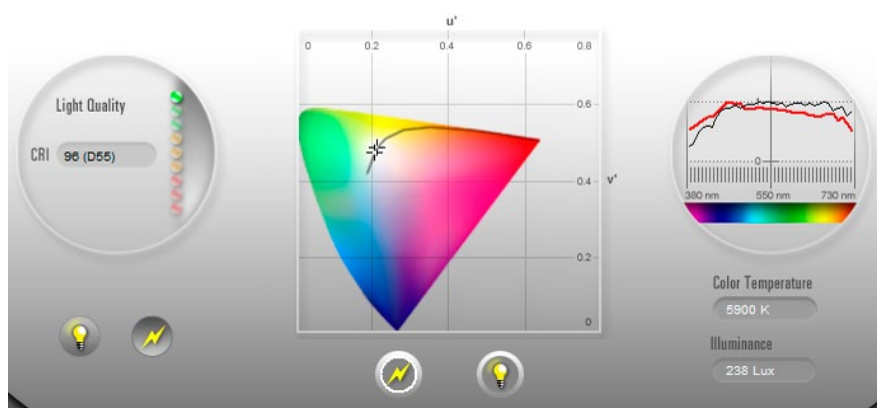 Light Quality
CRI 96 (D55)
u'
0 0.2 0.4 0.6 0.8
0.6
0.4
v'
0.2
0
0
380 nm 550 nm 730 nm
Color Temperature
5900 K
Illuminance
238 Lux